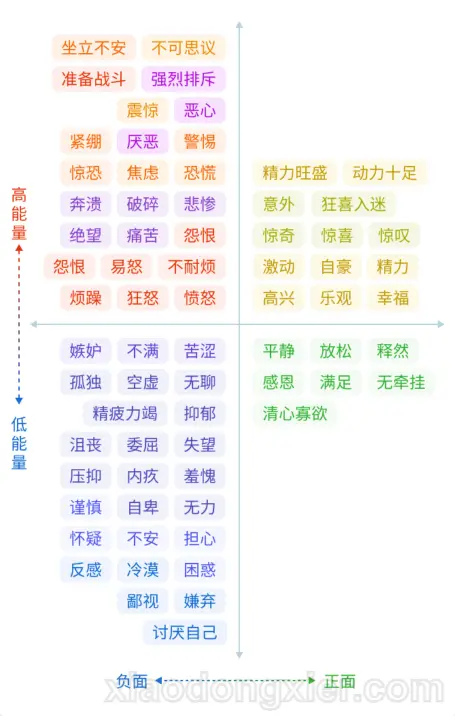 坐立不安 不可思议
准备战斗 强烈排斥
震惊 恶心
紧绷 厌恶 警惕
惊恐 焦虑 恐慌 精力旺盛 动力十足
奔溃 破碎 悲惨 意外 狂喜入迷
绝望 痛苦 怨恨 惊奇 惊喜 惊叹
怨恨 易怒 不耐烦 激动 自豪 精力
烦躁 狂怒 愤怒 高兴 乐观 幸福
高能量
嫉妒 不满 苦涩 平静 放松 释然
孤独 空虚 无聊 感恩 满足 无牵挂
精疲力竭 抑郁 清心寡欲
低能量
沮丧 委屈 失望
压抑 内疚 羞愧
谨慎 自卑 无力
怀疑 不安 担心
反感 冷漠 困惑
鄙视 嫌弃
讨厌自己
负面 正面
xiaodongxier.com